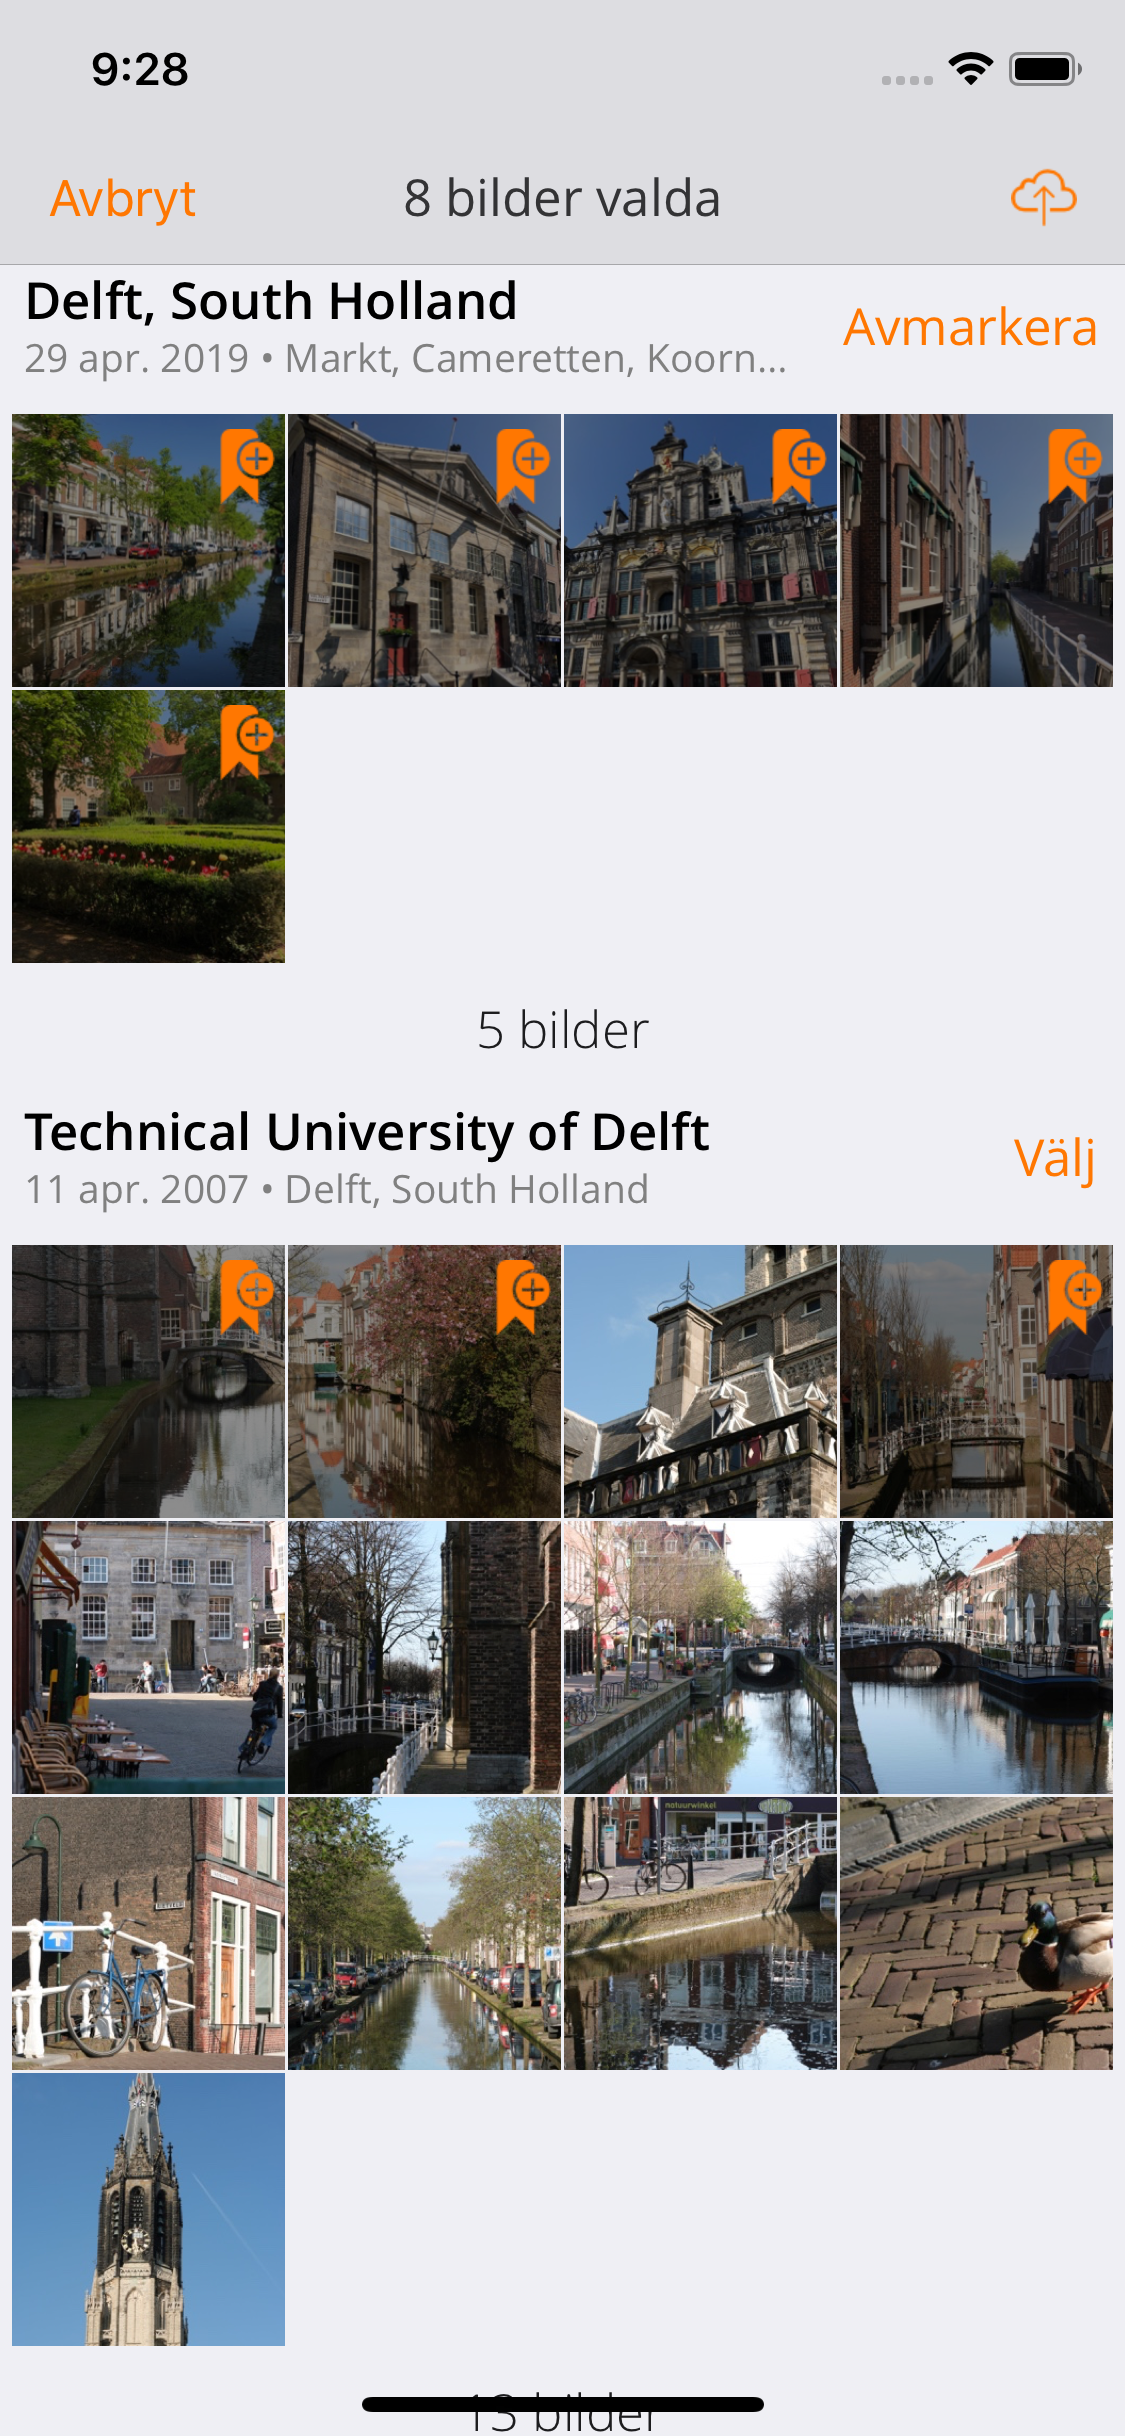 9:28
Avbryt
8 bilder valda
Delft, South Holland
29 apr. 2019 • Markt, Cameretten, Koorn...
Avmarkera
5 bilder
Technical University of Delft
11 apr. 2007 • Delft, South Holland
Välj
natuurwinkel
13 bilder